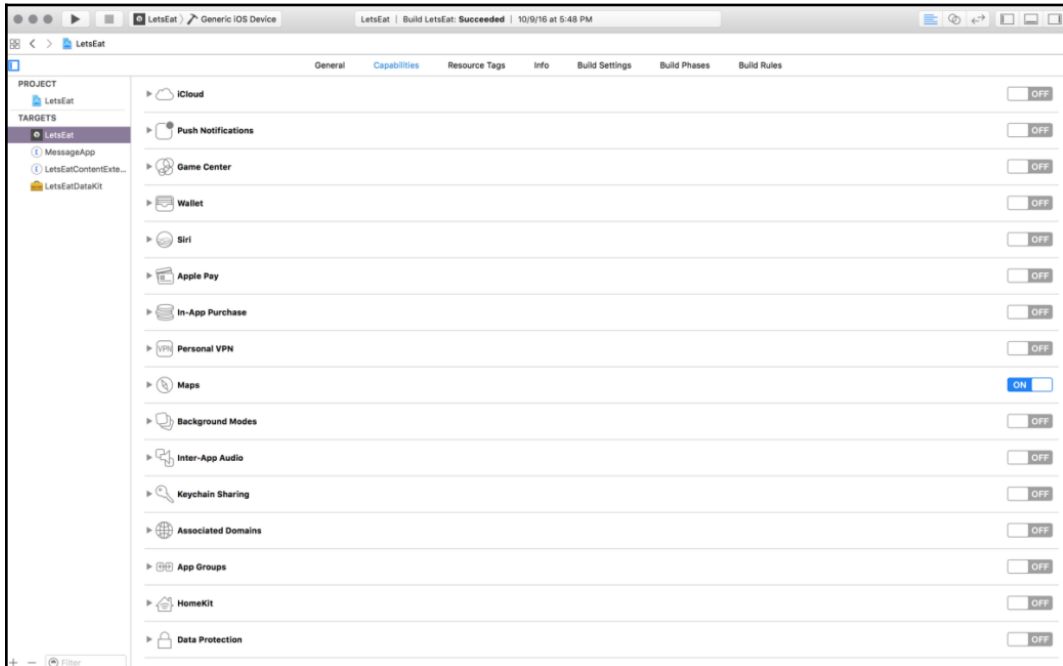 LetsEat Generic iOS Device LetsEat | Build LetsEat: Succeeded | 10/9/16 at 5:48 PM
LetsEat
General Capabilities Resource Tags Info Build Settings Build Phases Build Rules
PROJECT
LetsEat
TARGETS
LetsEat
MessageApp
LetsEatContentExte...
LetsEatDataKit
Filter
iCloud OFF
Push Notifications OFF
Game Center OFF
Wallet OFF
Siri OFF
Apple Pay OFF
In-App Purchase OFF
VPN Personal VPN OFF
Maps ON
Background Modes OFF
Inter-App Audio OFF
Keychain Sharing OFF
Associated Domains OFF
App Groups OFF
HomeKit OFF
Data Protection OFF